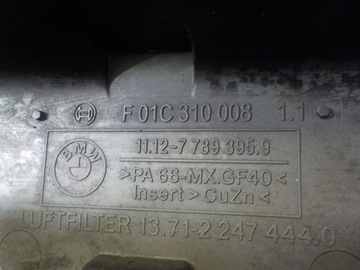 F 01C 310 008 1.1
BMW
11.12-7 789 395.9
>PA 66-MX.GF40<
Insert >CuZn<
LUFTFILTER 13.71-2 247 444.0